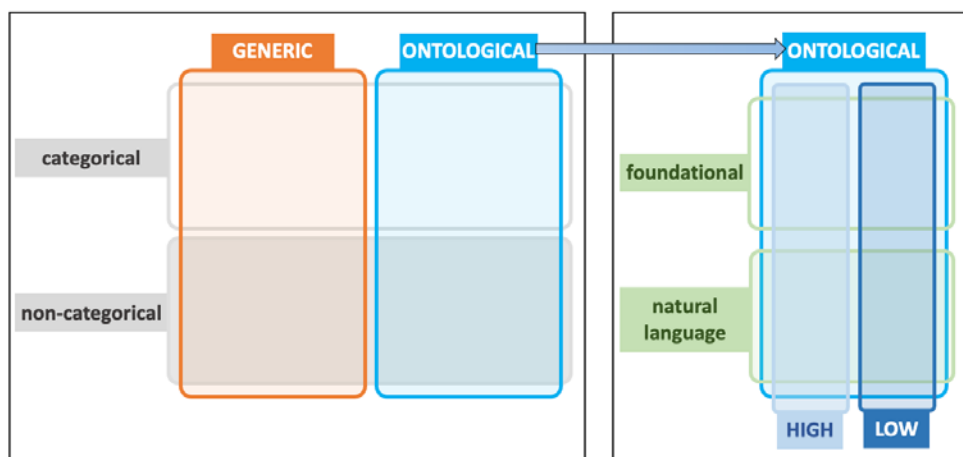 GENERIC
ONTOLOGICAL
categorical
non-categorical
ONTOLOGICAL
foundational
natural
language
HIGH
LOW